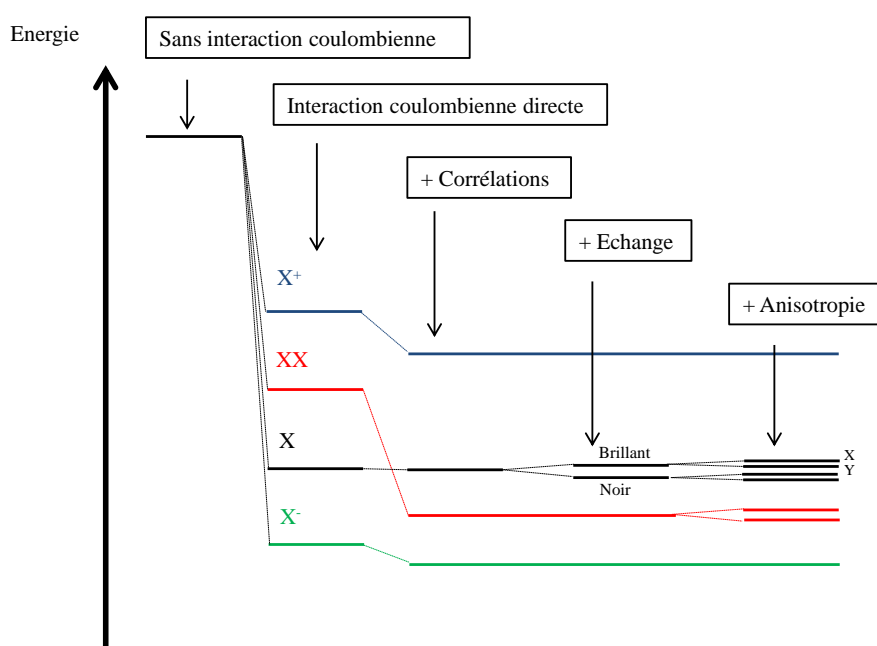 Energie
Sans interaction coulombienne
Interaction coulombienne directe
+ Corrélations
+ Echange
+ Anisotropie
X⁺
XX
X
X⁻
Brillant
Noir
X
Y